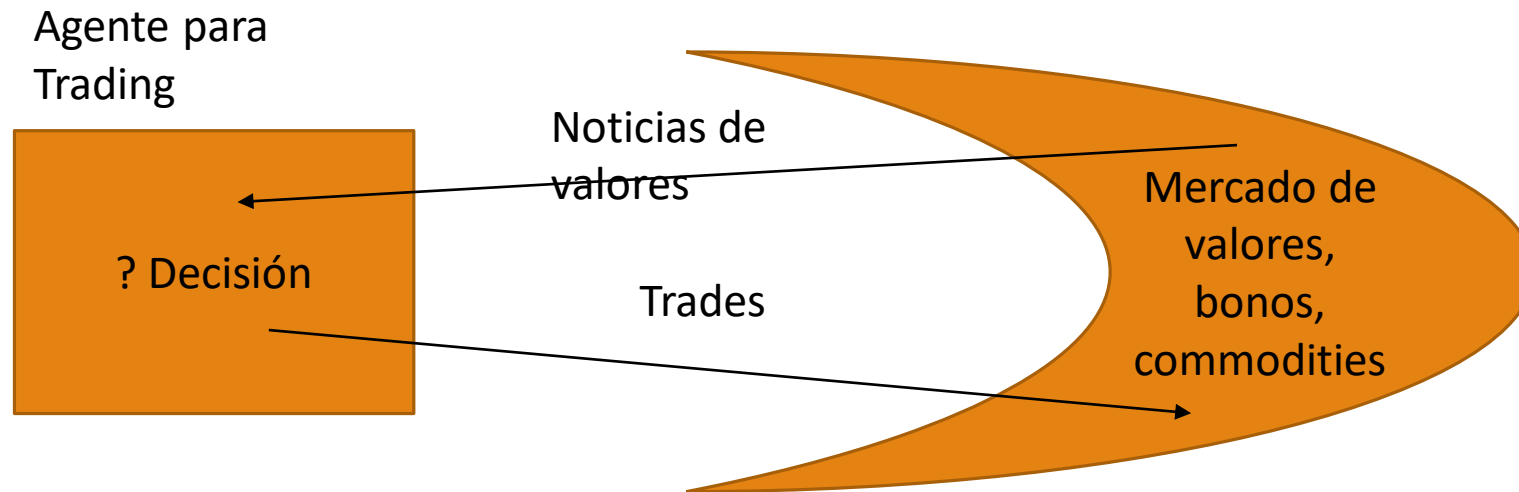 Agente para
Trading
Noticias de
valores
? Decisión
Trades
Mercado de
valores,
bonos,
commodities